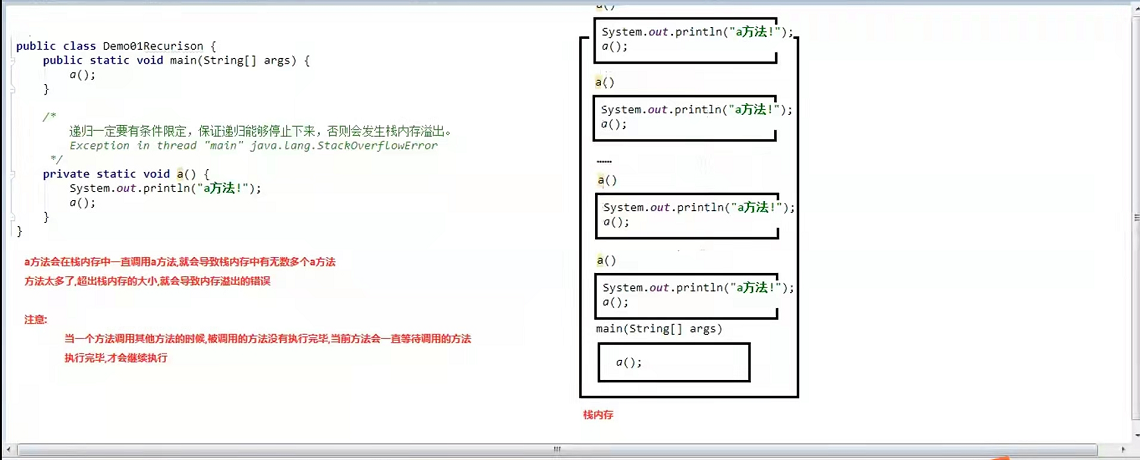 public class Demo01Recurison {
public static void main(String[] args) {
a();
}
/*
递归一定要有条件限定，保证递归能够停止下来，否则会发生栈内存溢出。
Exception in thread "main" java.lang.StackOverflowError
*/
private static void a() {
System.out.println("a方法!");
a();
}
}
a方法会在栈内存中一直调用a方法,就会导致栈内存中有无数多个a方法
方法太多了,超出栈内存的大小,就会导致内存溢出的错误
注意:
当一个方法调用其他方法的时候,被调用的方法没有执行完毕,当前方法会一直等待调用的方法
执行完毕,才会继续执行
a()
System.out.println("a方法!");
a();
a()
System.out.println("a方法!");
a();
......
a()
System.out.println("a方法!");
a();
a()
System.out.println("a方法!");
a();
main(String[] args)
a();
栈内存